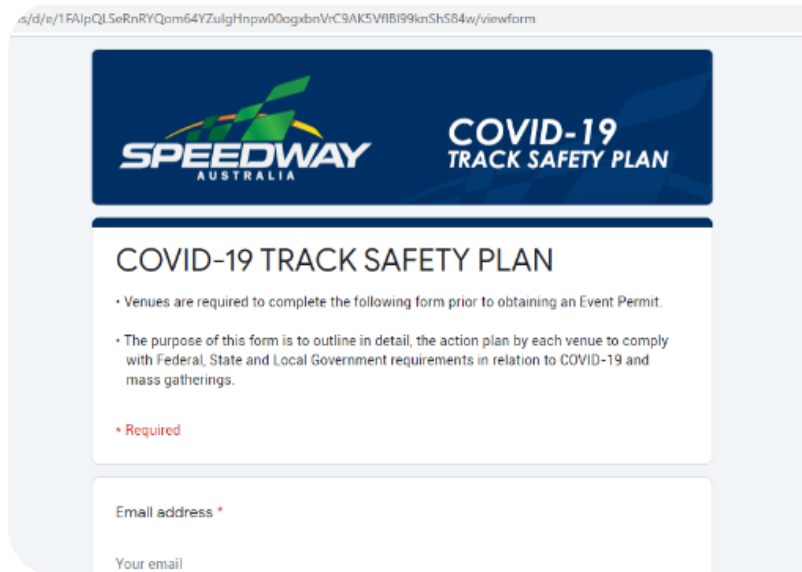 s/d/e/1FAIpQLSeRnRYQom64YZuIgHnpw00ogxbnVrC9AK5VflBl99knShS84w/viewform
SPEEDWAY
AUSTRALIA
COVID-19
TRACK SAFETY PLAN
COVID-19 TRACK SAFETY PLAN
• Venues are required to complete the following form prior to obtaining an Event Permit.
• The purpose of this form is to outline in detail, the action plan by each venue to comply
with Federal, State and Local Government requirements in relation to COVID-19 and
mass gatherings.
* Required
Email address *
Your email